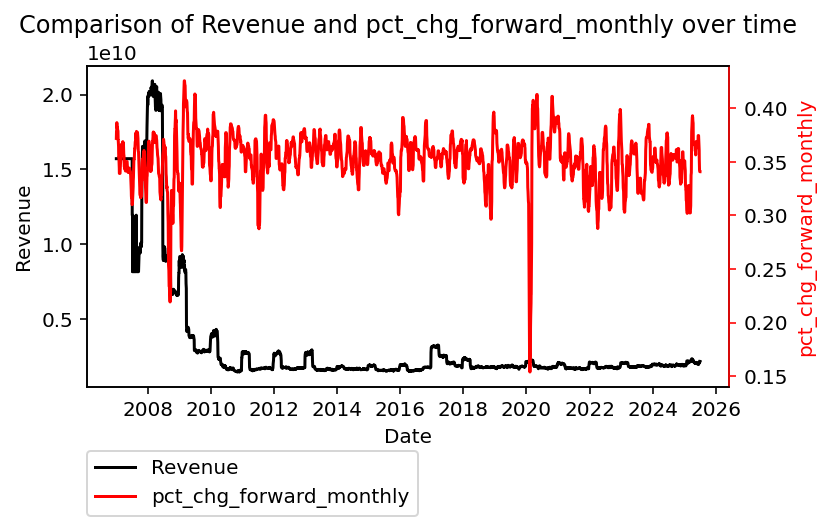 Comparison of Revenue and pct_chg_forward_monthly over time
1e10
2.0
1.5
1.0
0.5
Revenue
0.40
0.35
0.30
0.25
0.20
0.15
pct_chg_forward_monthly
2008 2010 2012 2014 2016 2018 2020 2022 2024 2026
Date
Revenue
pct_chg_forward_monthly